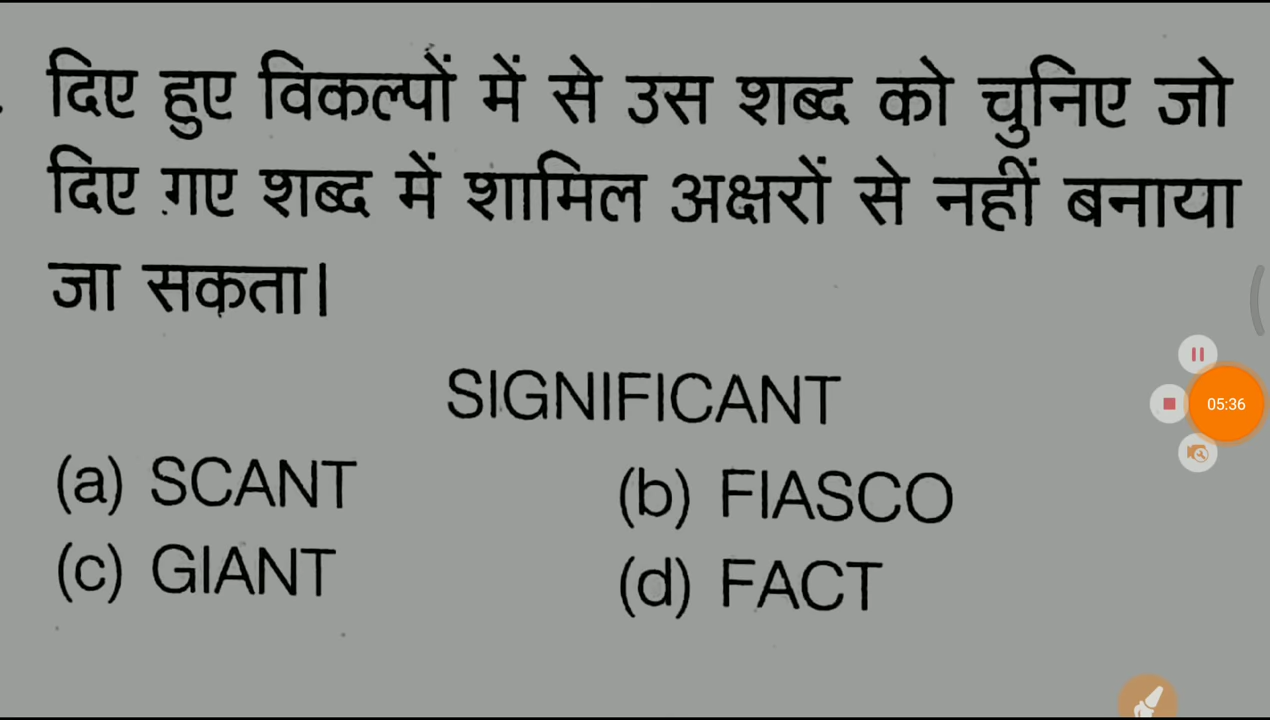 दिए हुए विकल्पों में से उस शब्द को चुनिए जो
दिए गए शब्द में शामिल अक्षरों से नहीं बनाया
जा सकता।
SIGNIFICANT
(a) SCANT (b) FIASCO
(c) GIANT (d) FACT
05:36